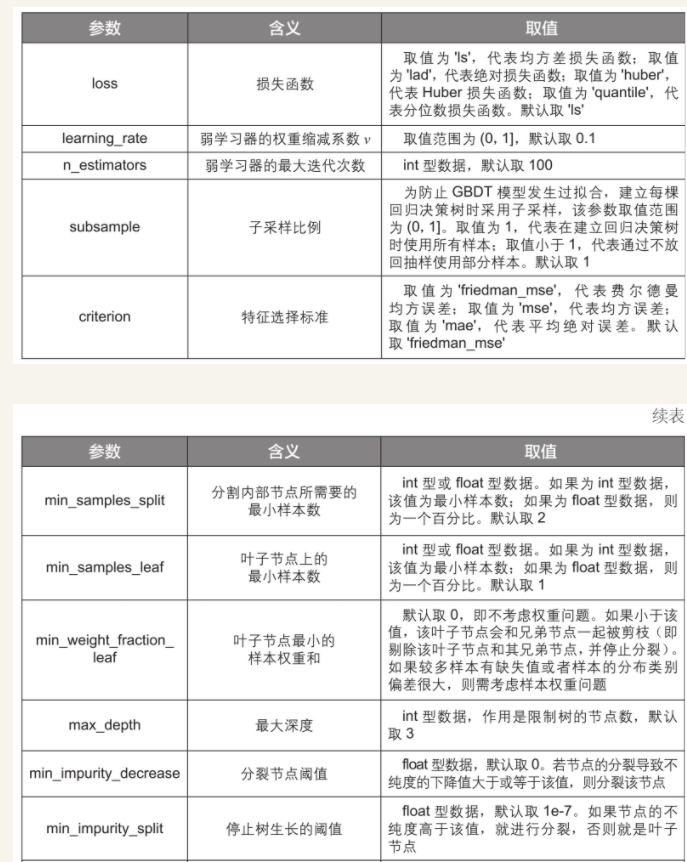 参数 含义 取值
loss 损失函数 取值为 'ls'，代表均方差损失函数；取值
为 'lad'，代表绝对损失函数；取值为 'huber'，
代表 Huber 损失函数；取值为 'quantile'，代
表分位数损失函数。默认取 'ls'
learning_rate 弱学习器的权重缩减系数 ν 取值范围为 (0, 1]，默认取 0.1
n_estimators 弱学习器的最大迭代次数 int 型数据，默认取 100
subsample 子采样比例 为防止 GBDT 模型发生过拟合，建立每棵
回归决策树时采用子采样，该参数取值范围
为 (0, 1]。取值为 1，代表在建立回归决策树
时使用所有样本；取值小于 1，代表通过不放
回抽样使用部分样本。默认取 1
criterion 特征选择标准 取值为 'friedman_mse'，代表费尔德曼
均方误差；取值为 'mse'，代表均方误差；
取值为 'mae'，代表平均绝对误差。默认
取 'friedman_mse'
续表
参数 含义 取值
min_samples_split 分割内部节点所需要的
最小样本数 int 型或 float 型数据。如果为 int 型数据，
该值为最小样本数；如果为 float 型数据，则
为一个百分比。默认取 2
min_samples_leaf 叶子节点上的
最小样本数 int 型或 float 型数据。如果为 int 型数据，
该值为最小样本数；如果为 float 型数据，则
为一个百分比。默认取 1
min_weight_fraction_
leaf 叶子节点最小的
样本权重和 默认取 0，即不考虑权重问题。如果小于该
值，该叶子节点会和兄弟节点一起被剪枝（即
剔除该叶子节点和其兄弟节点，并停止分裂）。
如果较多样本有缺失值或者样本的分布类别
偏差很大，则需考虑样本权重问题
max_depth 最大深度 int 型数据，作用是限制树的节点数，默认
取 3
min_impurity_decrease 分裂节点阈值 float 型数据，默认取 0。若节点的分裂导致不
纯度的下降值大于或等于该值，则分裂该节点
min_impurity_split 停止树生长的阈值 float 型数据，默认取 1e-7。如果节点的不
纯度高于该值，就进行分裂，否则就是叶子
节点